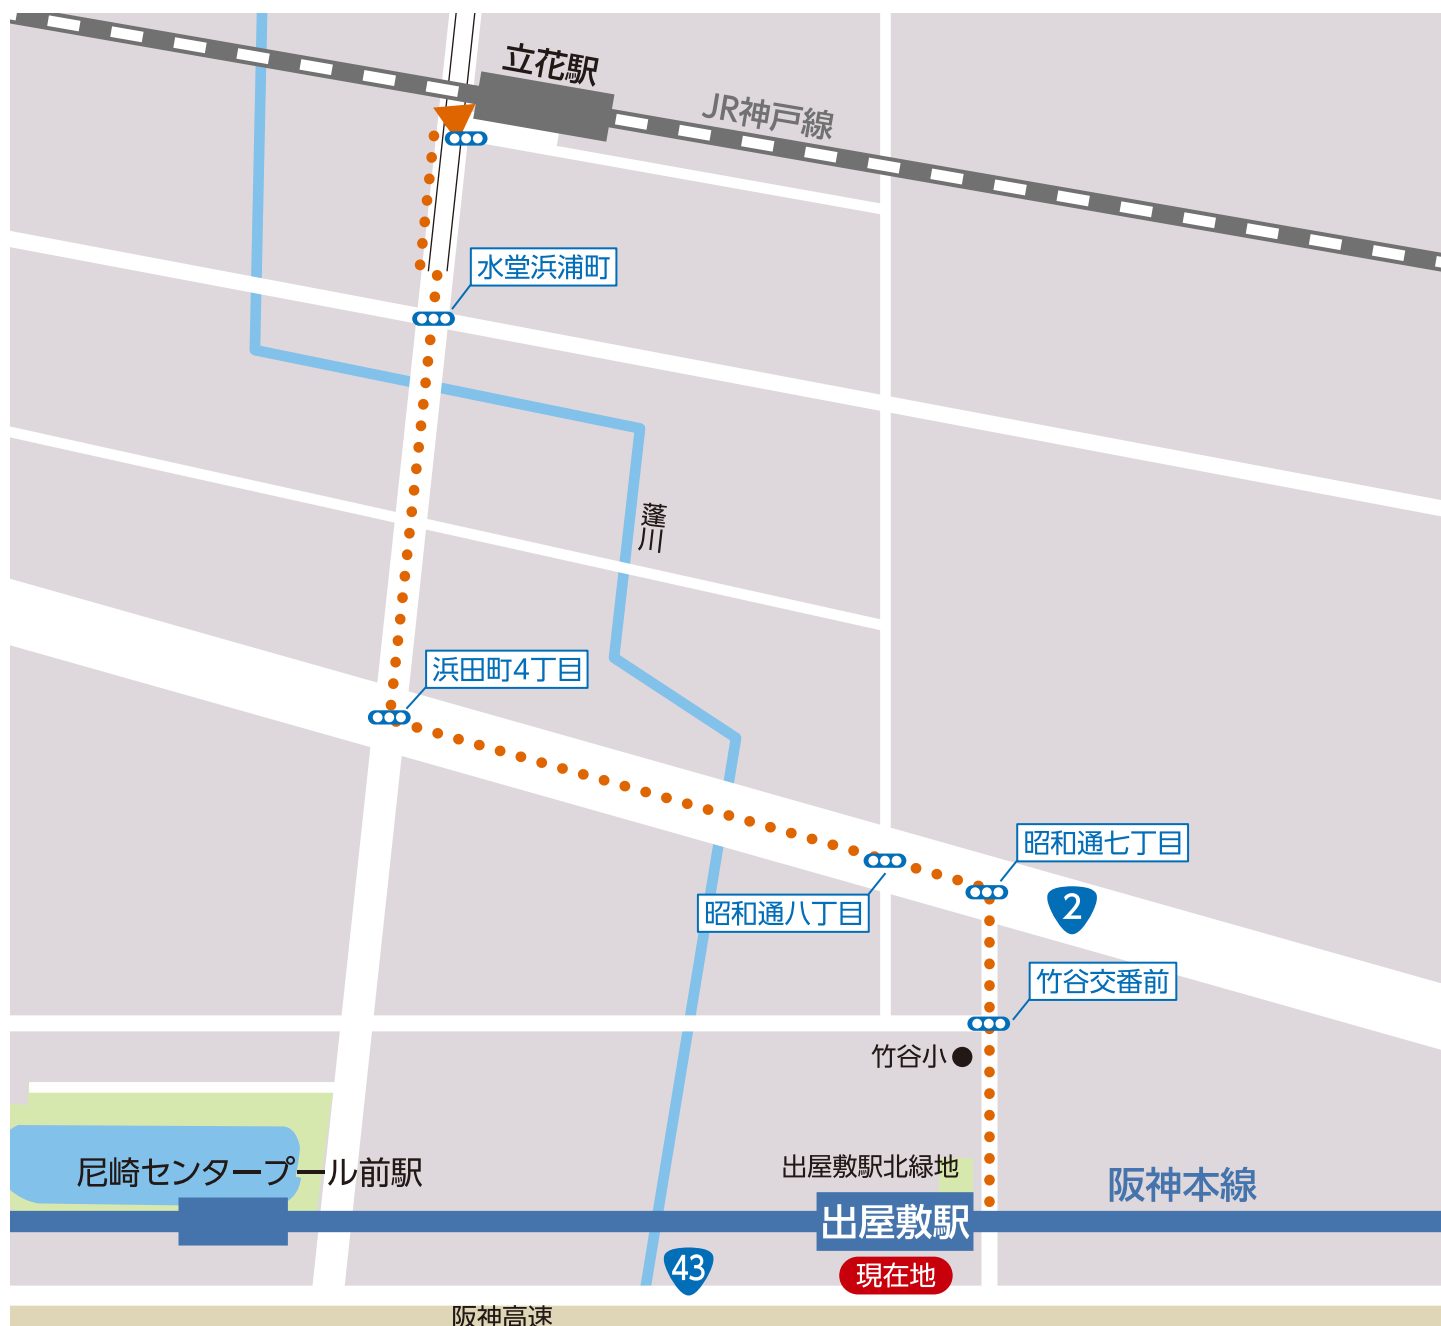 立花駅
JR神戸線
水堂浜浦町
蓬川
浜田町4丁目
昭和通七丁目
昭和通八丁目
2
竹谷交番前
竹谷小
尼崎センタープール前駅
出屋敷駅北緑地
阪神本線
出屋敷駅
43
現在地
阪神高速